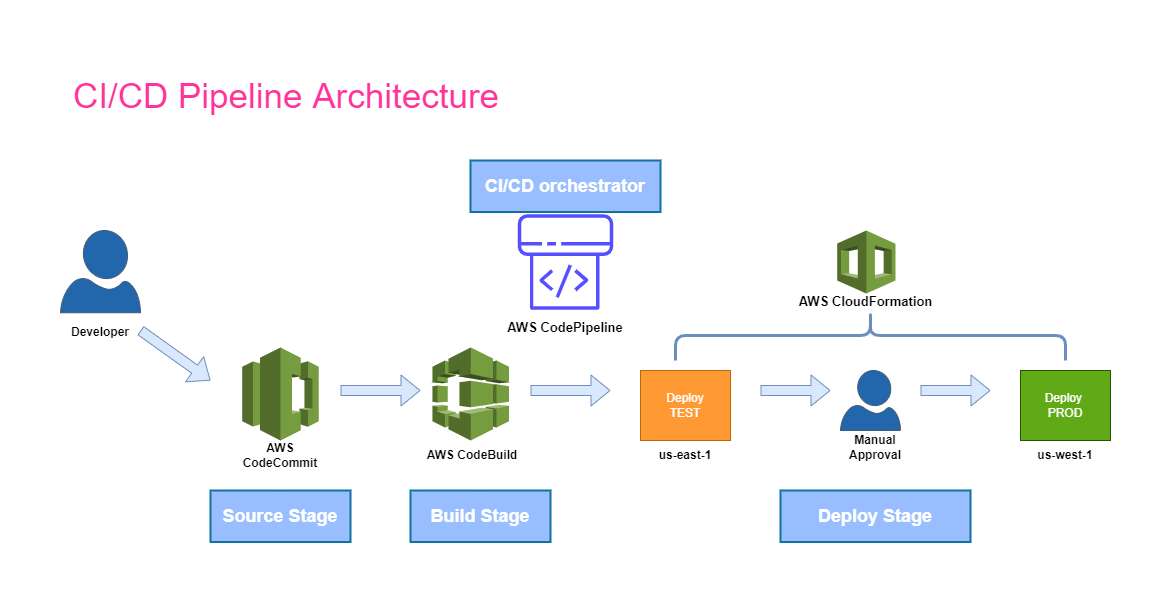 CI/CD Pipeline Architecture
CI/CD orchestrator
AWS CodePipeline
AWS CloudFormation
Developer
AWS
CodeCommit
AWS CodeBuild
Deploy
TEST
us-east-1
Manual
Approval
Deploy
PROD
us-west-1
Source Stage
Build Stage
Deploy Stage